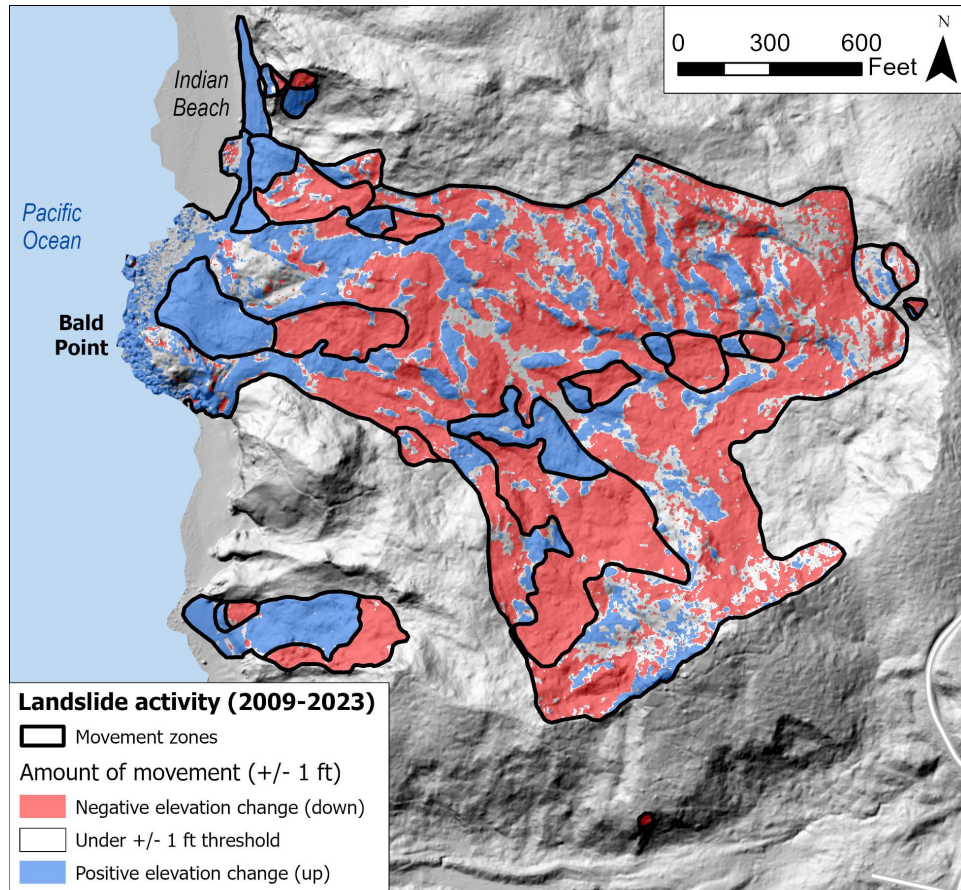 N
0 300 600
Feet
Indian
Beach
Pacific
Ocean
Bald
Point
Landslide activity (2009-2023)
Movement zones
Amount of movement (+/- 1 ft)
Negative elevation change (down)
Under +/- 1 ft threshold
Positive elevation change (up)